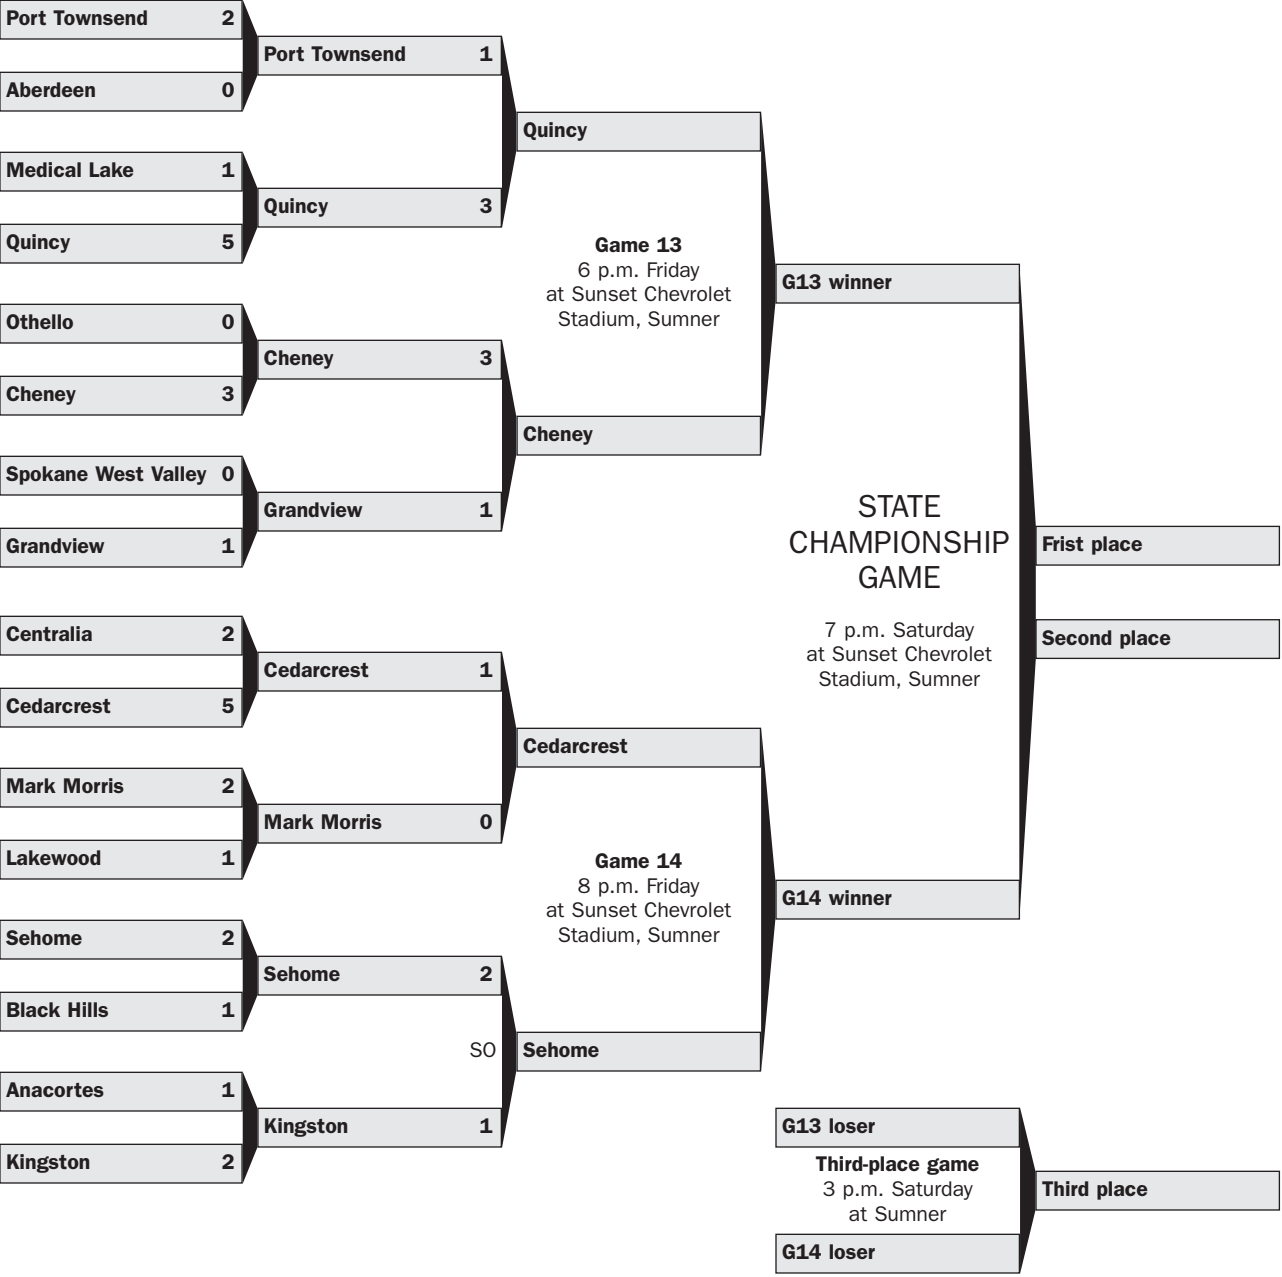 Port Townsend 2
Aberdeen 0
Medical Lake 1
Quincy 5
Othello 0
Cheney 3
Spokane West Valley 0
Grandview 1
Centralia 2
Cedarcrest 5
Mark Morris 2
Lakewood 1
Sehome 2
Black Hills 1
Anacortes 1
Kingston 2
Port Townsend 1
Quincy 3
Cheney 3
Grandview 1
Cedarcrest 1
Mark Morris 0
Sehome 2
SO
Kingston 1
Quincy
Game 13
6 p.m. Friday
at Sunset Chevrolet
Stadium, Sumner
Cheney
Cedarcrest
Game 14
8 p.m. Friday
at Sunset Chevrolet
Stadium, Sumner
Sehome
G13 winner
STATE
CHAMPIONSHIP
GAME
7 p.m. Saturday
at Sunset Chevrolet
Stadium, Sumner
G14 winner
Frist place
Second place
G13 loser
Third-place game
3 p.m. Saturday
at Sumner
G14 loser
Third place